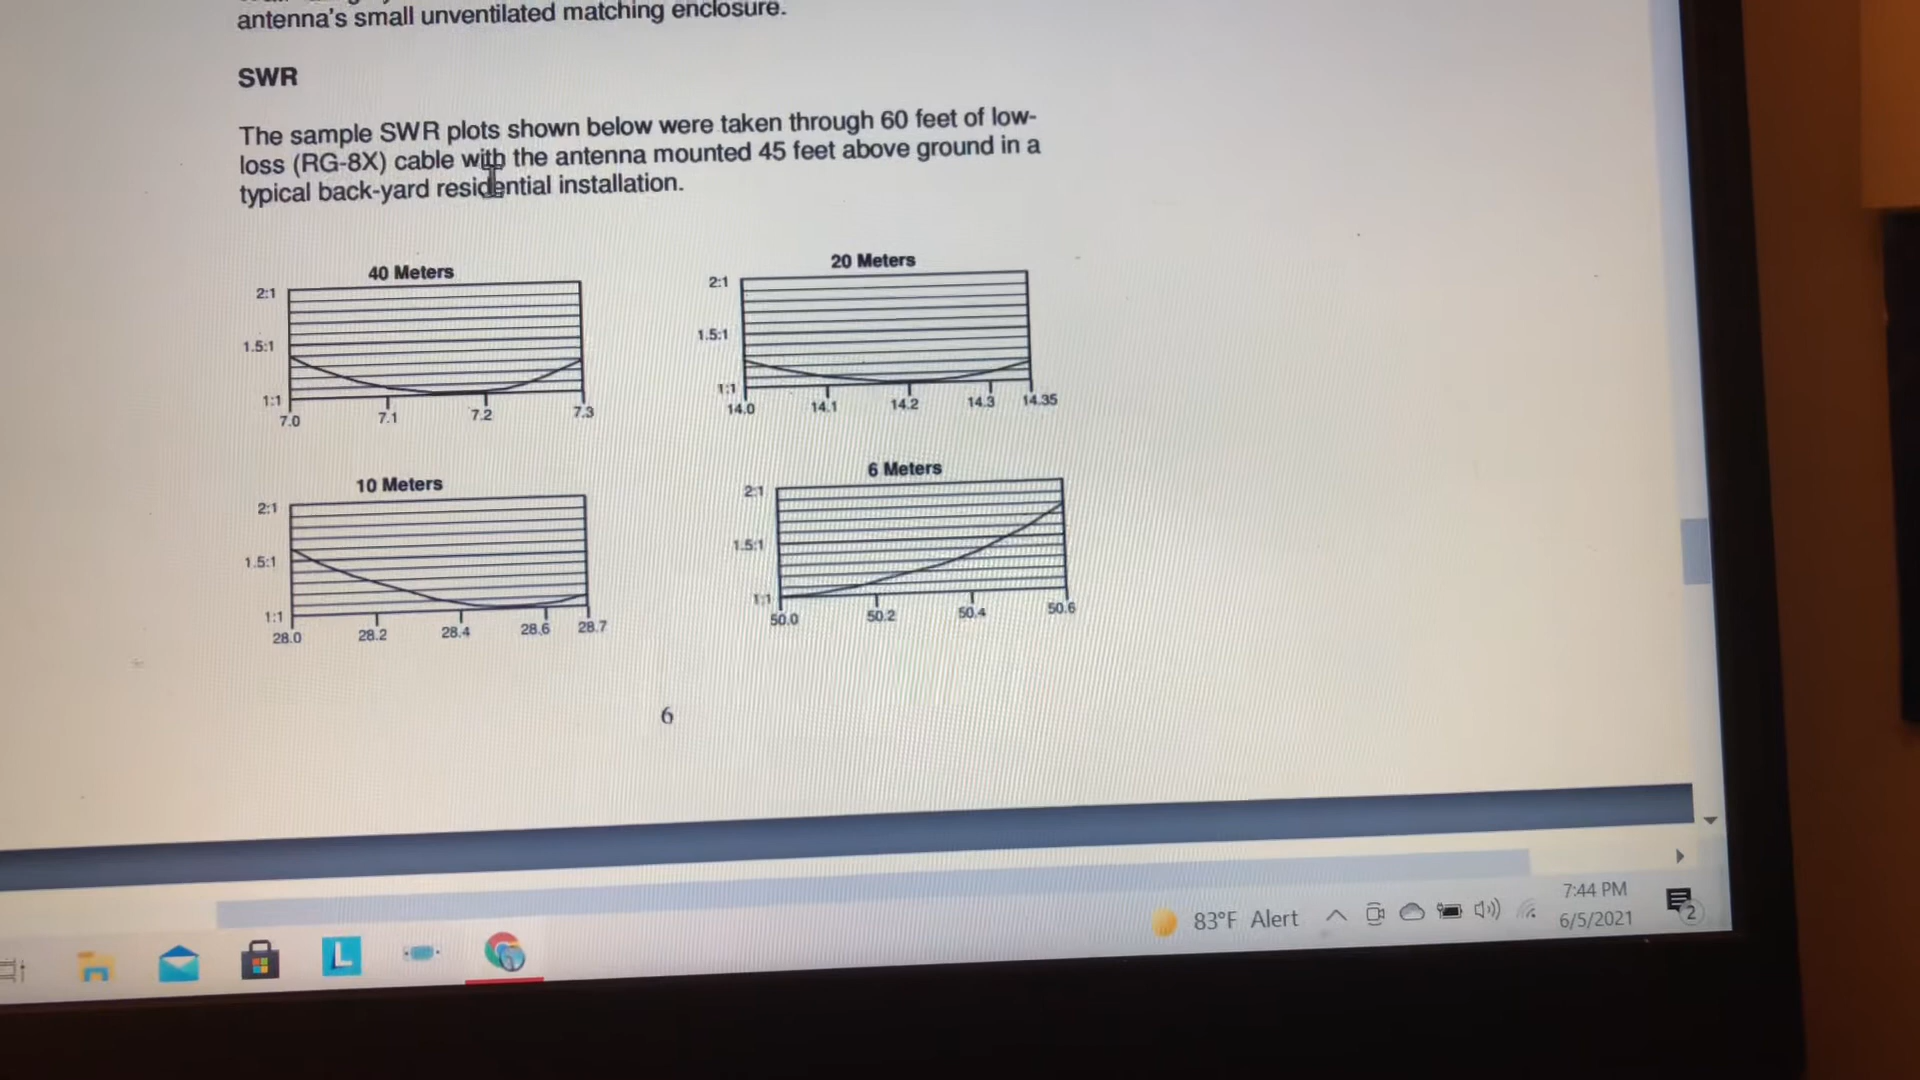 antenna's small unventilated matching enclosure.
SWR
The sample SWR plots shown below were taken through 60 feet of low-
loss (RG-8X) cable with the antenna mounted 45 feet above ground in a
typical back-yard residential installation.
40 Meters
2:1
1.5:1
1:1
7.0 7.1 7.2 7.3
20 Meters
2:1
1.5:1
1:1
14.0 14.1 14.2 14.3 14.35
10 Meters
2:1
1.5:1
1:1
28.0 28.2 28.4 28.6 28.7
6 Meters
2:1
1.5:1
1:1
50.0 50.2 50.4 50.6
6
83°F Alert
7:44 PM
6/5/2021
2
L